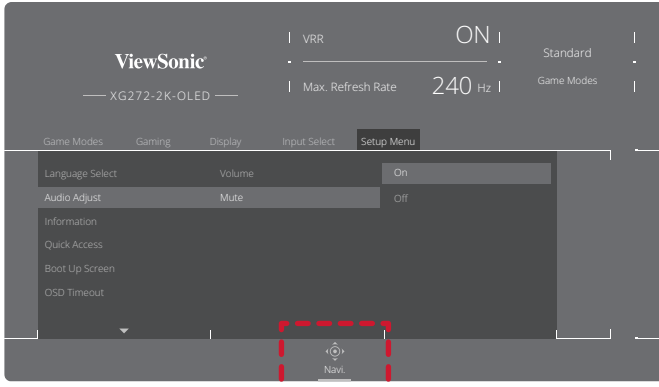 ViewSonic®
XG272-2K-OLED
VRR ON
Max. Refresh Rate 240 Hz
Standard
Game Modes
Game Modes Gaming Display Input Select Setup Menu
Language Select Volume On
Audio Adjust Mute Off
Information
Quick Access
Boot Up Screen
OSD Timeout
Navi.